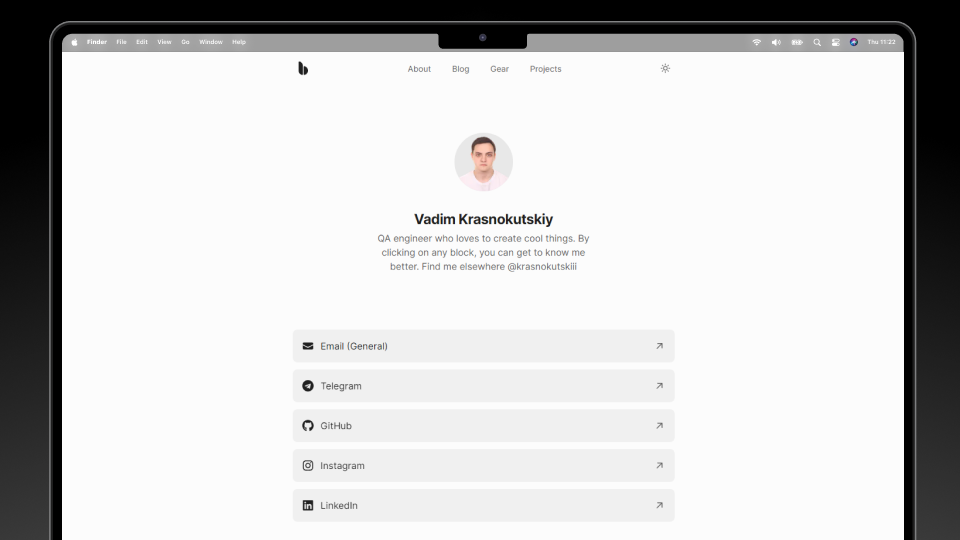 Finder File Edit View Go Window Help
Thu 11:22
About Blog Gear Projects
Vadim Krasnokutskiy
QA engineer who loves to create cool things. By
clicking on any block, you can get to know me
better. Find me elsewhere @krasnokutskiii
Email (General)
Telegram
GitHub
Instagram
LinkedIn